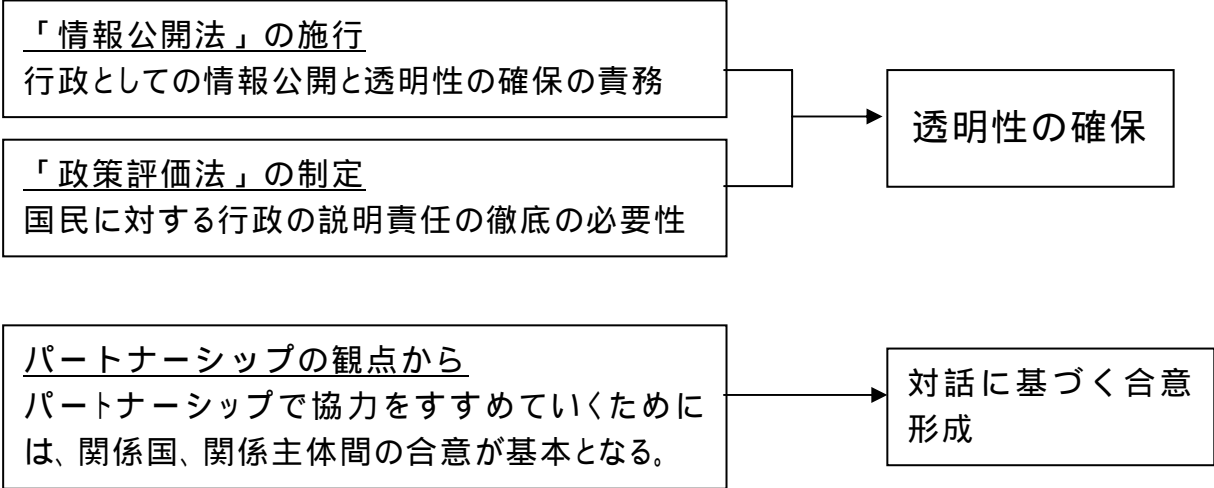 「情報公開法」の施行
行政としての情報公開と透明性の確保の責務
透明性の確保
「政策評価法」の制定
国民に対する行政の説明責任の徹底の必要性
パートナーシップの観点から
パートナーシップで協力をすすめていくために
は、関係国、関係主体間の合意が基本となる。
対話に基づく合意
形成